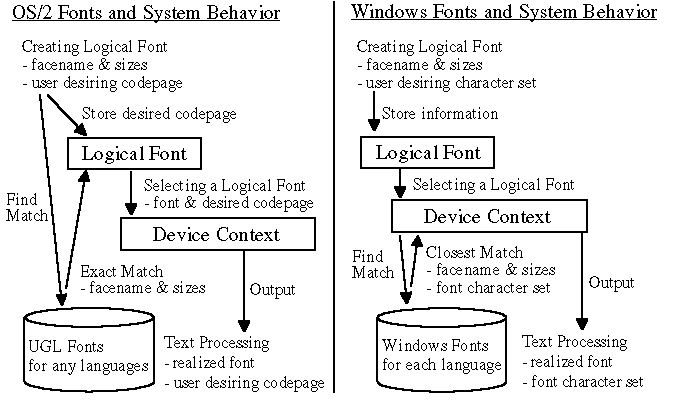 OS/2 Fonts and System Behavior
Creating Logical Font
- facename & sizes
- user desiring codepage
Store desired codepage
Logical Font
Selecting a Logical Font
- font & desired codepage
Find
Match
Device Context
Exact Match
- facename & sizes
Output
UGL Fonts
for any languages
Text Processing
- realized font
- user desiring codepage
Windows Fonts and System Behavior
Creating Logical Font
- facename & sizes
- user desiring character set
Store information
Logical Font
Selecting a Logical Font
Device Context
Find
Match
Closest Match
- facename & sizes
- font character set
Output
Windows Fonts
for each language
Text Processing
- realized font
- font character set